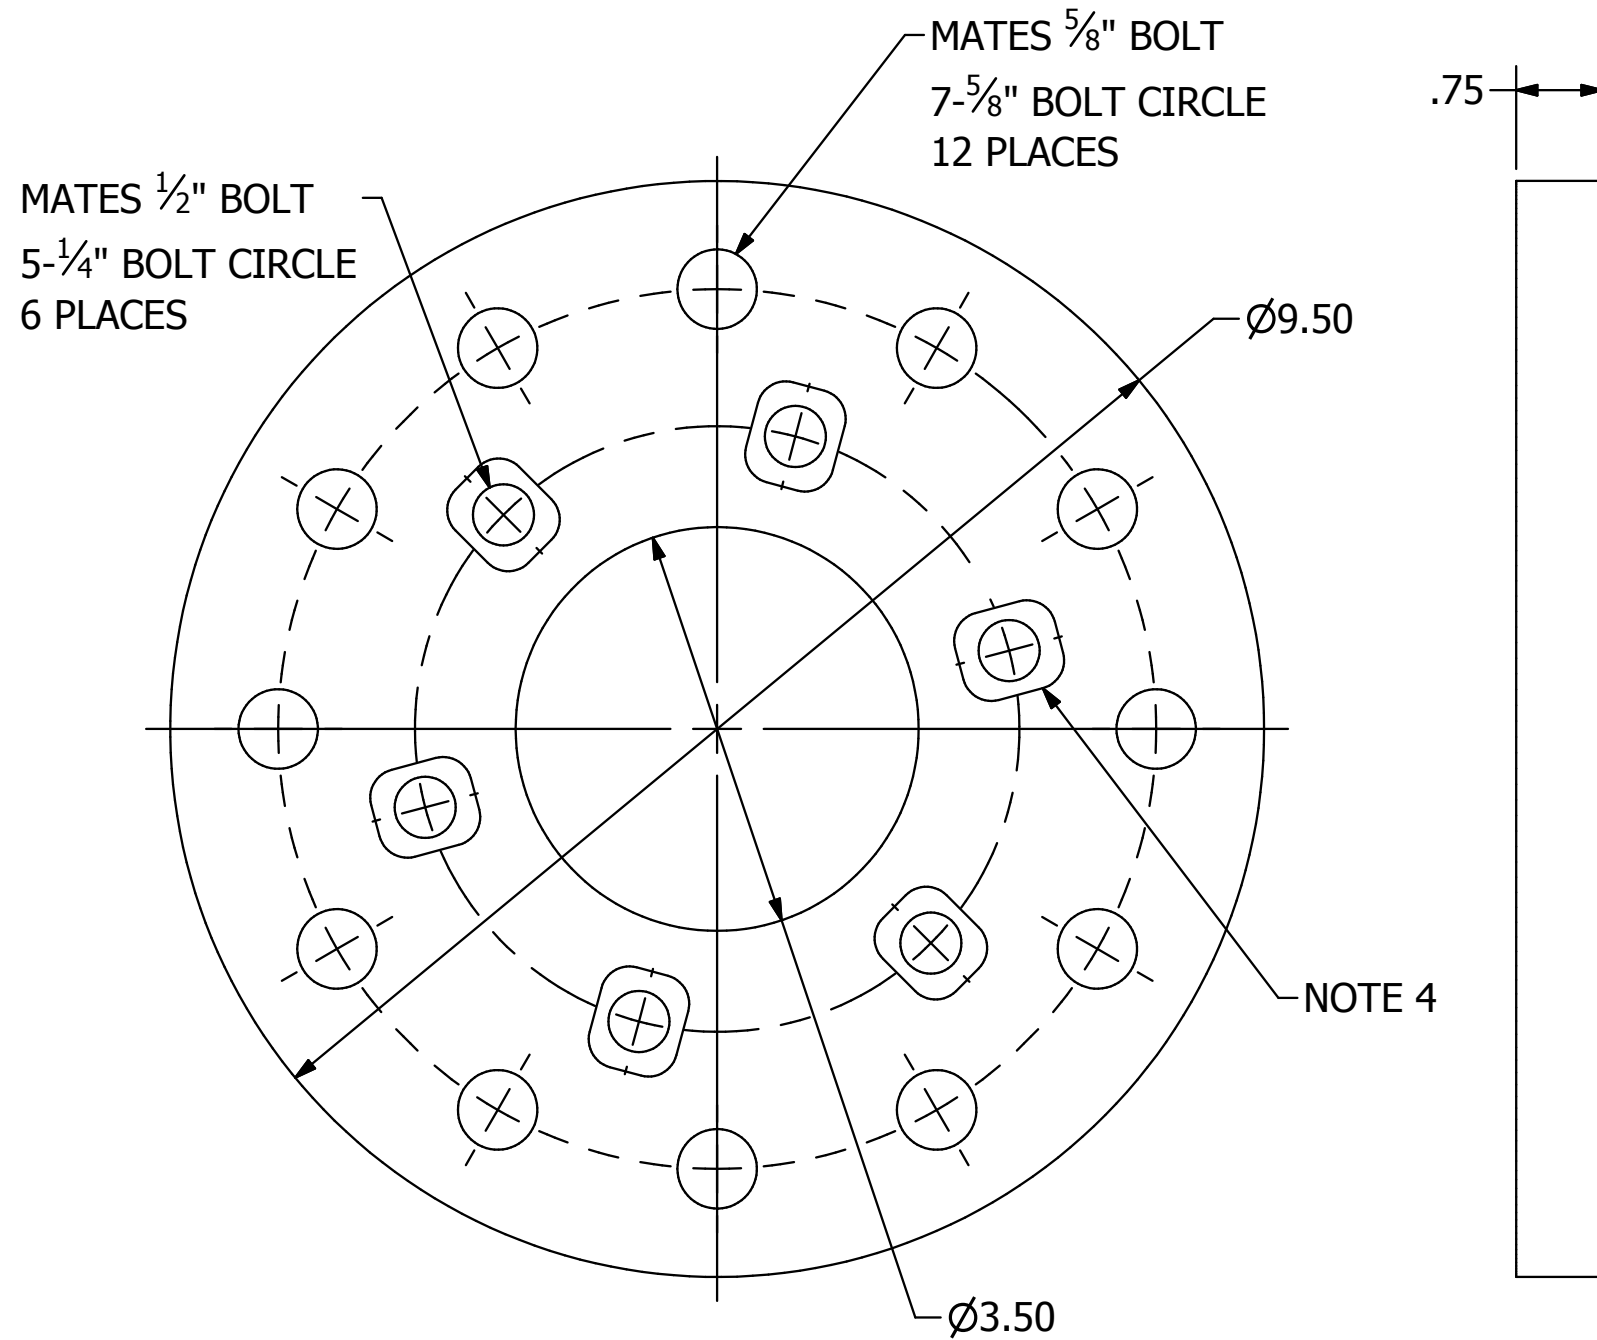 MATES ⅝" BOLT
7-⅝" BOLT CIRCLE
12 PLACES
.75
MATES ½" BOLT
5-¼" BOLT CIRCLE
6 PLACES
Ø9.50
NOTE 4
Ø3.50